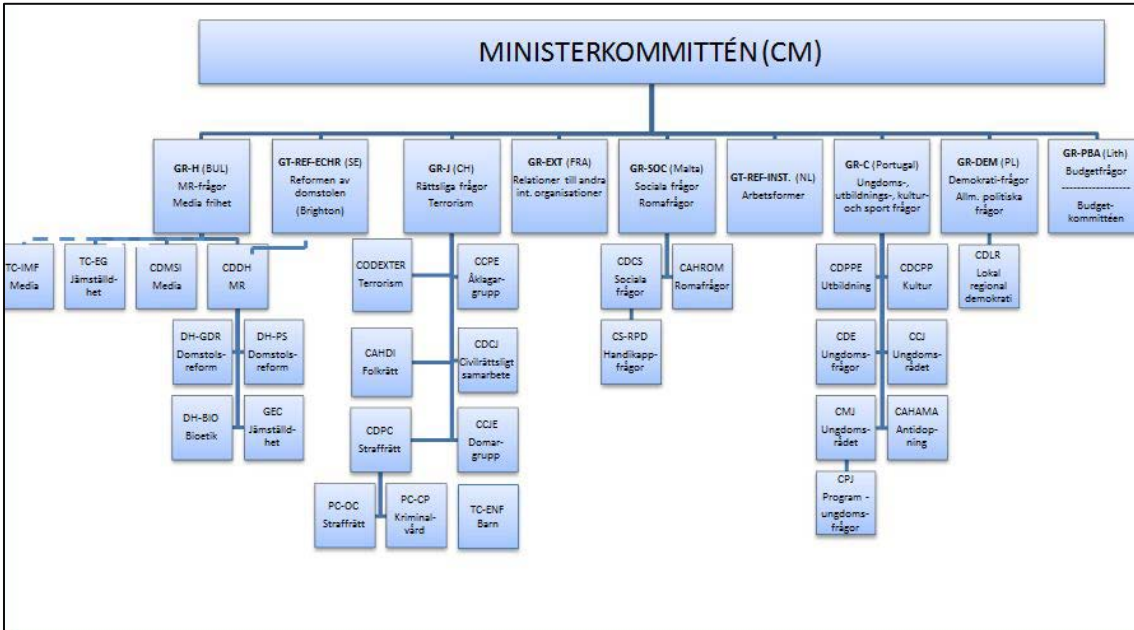 MINISTERKOMMITTÉN (CM)
GR-H (BUL)
MR-frågor
Media frihet
GT-REF-ECHR (SE)
Reformen av
domstolen
(Brighton)
GR-J (CH)
Rättsliga frågor
Terrorism
GR-EXT (FRA)
Relationer till andra
int. organisationer
GR-SOC (Malta)
Sociala frågor
Romafrågor
GT-REF-INST. (NL)
Arbetsformer
GR-C (Portugal)
Ungdoms-,
utbildnings-, kultur-
och sport frågor
GR-DEM (PL)
Demokrati-frågor
Allm. politiska
frågor
GR-PBA (Lith)
Budgetfrågor
------------------
Budget-
kommittéen
TC-IMF
Media
TC-EG
Jämställd-
het
CDMSI
Media
CDDH
MR
CODEXTER
Terrorism
CCPE
Åklagar-
grupp
CDCS
Sociala
frågor
CAHROM
Romafrågor
CDPPE
Utbildning
CDCPP
Kultur
CDLR
Lokal
regional
demokrati
DH-GDR
Domstols-
reform
DH-PS
Domstols-
reform
CAHDI
Folkrätt
CDCJ
Civilrättsligt
samarbete
CS-RPD
Handikapp-
frågor
CDE
Ungdoms-
frågor
CCJ
Ungdoms-
rådet
DH-BIO
Bioetik
GEC
Jämställd-
het
CDPC
Straffrätt
CCJE
Domar-
grupp
CMJ
Ungdoms-
rådet
CAHAMA
Antidop-
ning
PC-OC
Straffrätt
PC-CP
Kriminal-
vård
TC-ENF
Barn
CPJ
Program -
ungdoms-
frågor